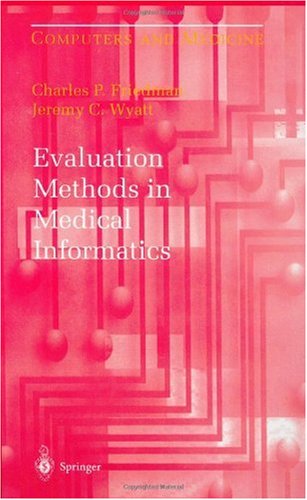 COMPUTERS AND MEDICINE
Charles P. Friedman
Jeremy C. Wyatt
Evaluation
Methods in
Medical
Informatics
Springer